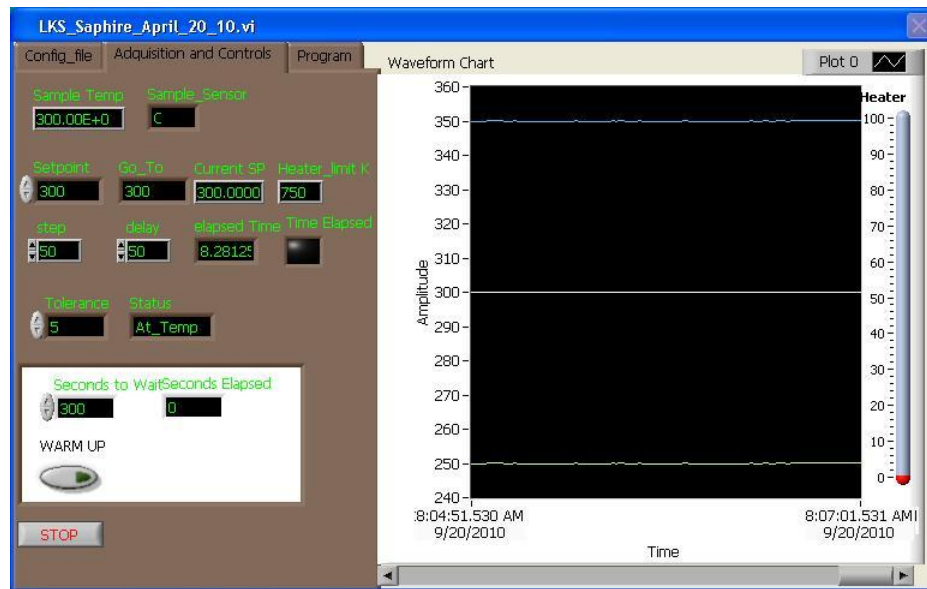 LKS_Saphire_April_20_10.vi
Config_file Adquisition and Controls Program
Waveform Chart
Plot 0
Sample Temp Sample_Sensor
300.00E+0 C
Setpoint Go_To Current SP Heater_limit K
300 300 300.0000 750
step delay elapsed Time Time Elapsed
50 50 8.28125
Tolerance Status
5 At_Temp
Seconds to Wait Seconds Elapsed
300 0
WARM UP
STOP
Amplitude
360
350
340
330
320
310
300
290
280
270
260
250
240
8:04:51.530 AM
9/20/2010
8:07:01.531 AM
9/20/2010
Time
Heater
100
90
80
70
60
50
40
30
20
10
0